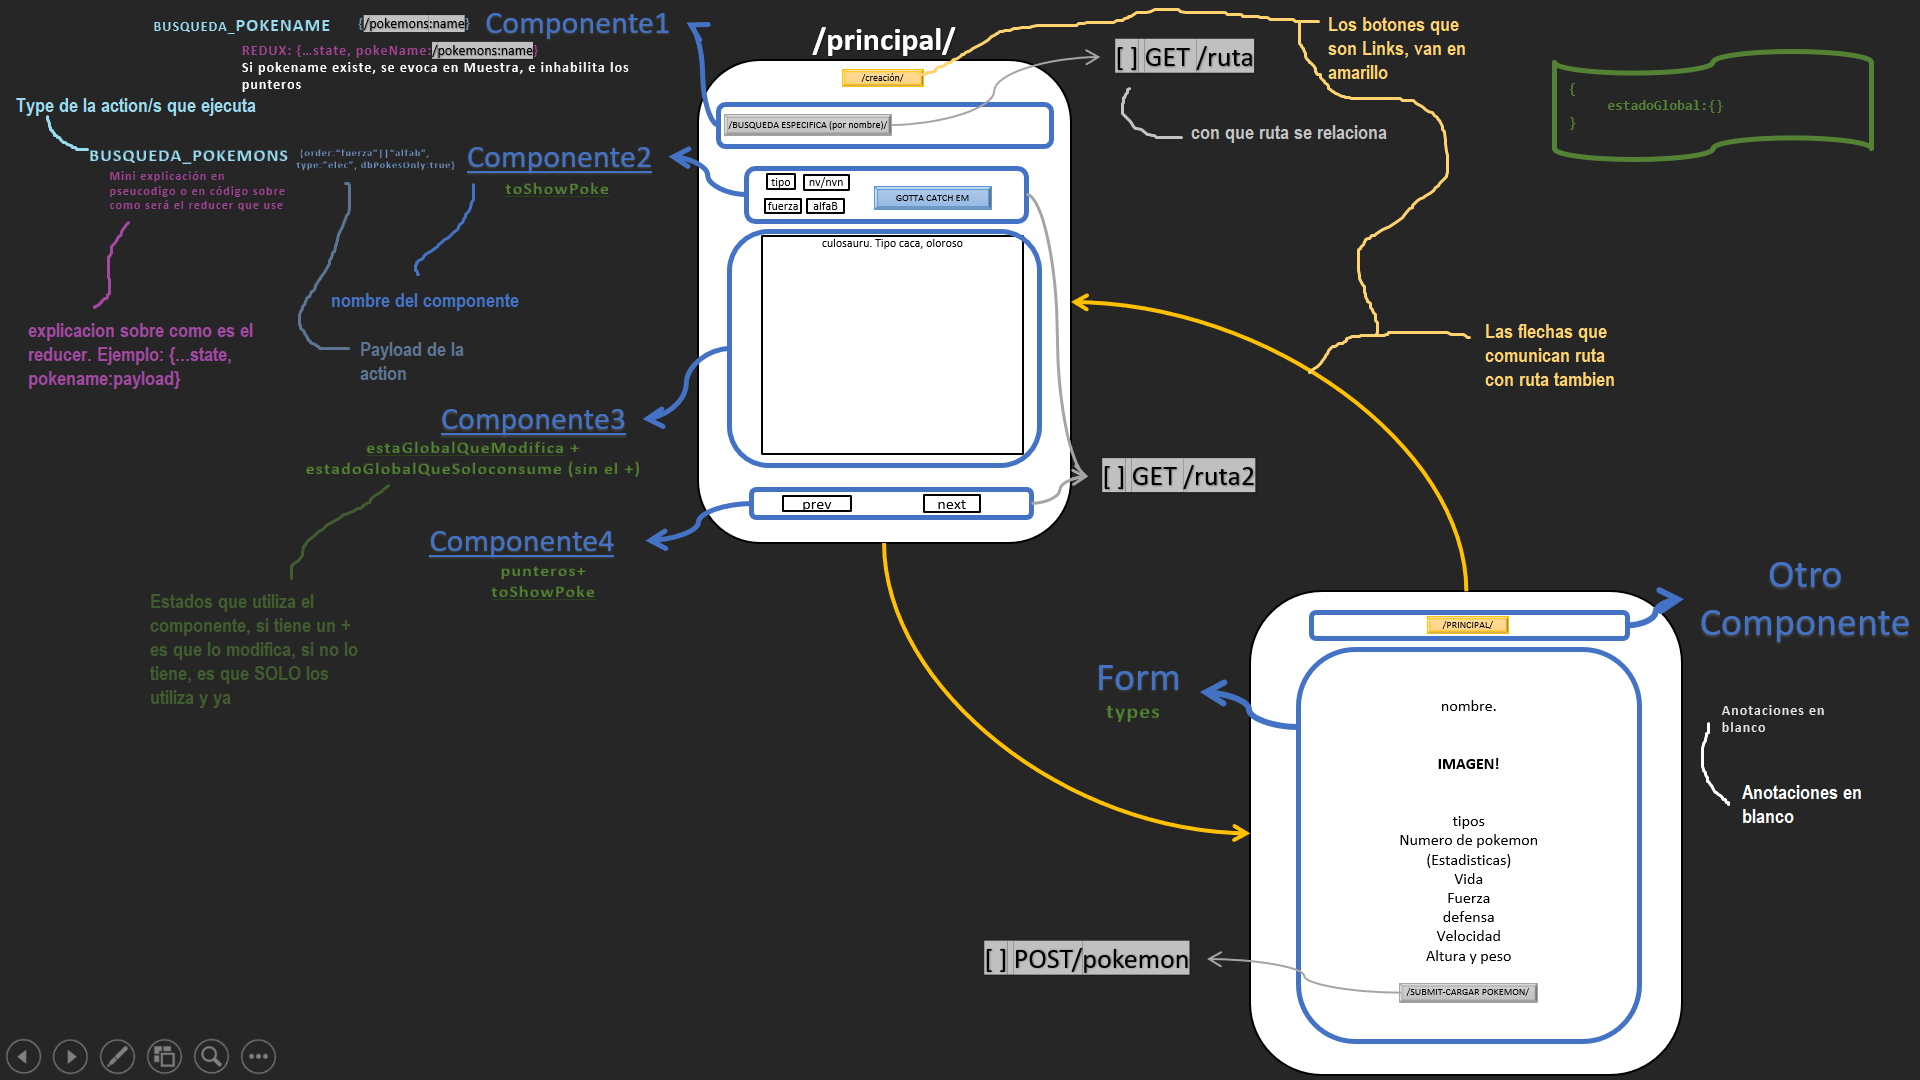 BUSQUEDA_POKENAME {/pokemons:name} Componente1
REDUX: {...state, pokeName:/pokemons:name}
Si pokename existe, se evoca en Muestra, e inhabilita los
punteros
Type de la action/s que ejecuta
BUSQUEDA_POKEMONS
{order:"fuerza"||"alfab",
type:"elec", dbPokesOnly:true}
Componente2
toShowPoke
Mini explicación en
pseucodigo o en código sobre
como será el reducer que use
nombre del componente
explicacion sobre como es el
reducer. Ejemplo: {...state,
pokename:payload}
Payload de la
action
Componente3
estaGlobalQueModifica +
estadoGlobalQueSoloconsume (sin el +)
Componente4
punteros+
toShowPoke
Estados que utiliza el
componente, si tiene un +
es que lo modifica, si no lo
tiene, es que SOLO los
utiliza y ya
/principal/
/creación/
/BUSQUEDA ESPECIFICA (por nombre)/
tipo nv/nvn
fuerza alfaB
GOTTA CATCH EM
culosauru. Tipo caca, oloroso
prev next
[ ] GET /ruta
con que ruta se relaciona
Los botones que
son Links, van en
amarillo
{
estadoGlobal:{}
}
Las flechas que
comunican ruta
con ruta tambien
[ ] GET /ruta2
Otro
Componente
/PRINCIPAL/
Form
types
nombre.
IMAGEN!
tipos
Numero de pokemon
(Estadisticas)
Vida
Fuerza
defensa
Velocidad
Altura y peso
/SUBMIT-CARGAR POKEMON/
[ ] POST/pokemon
Anotaciones en
blanco
Anotaciones en
blanco